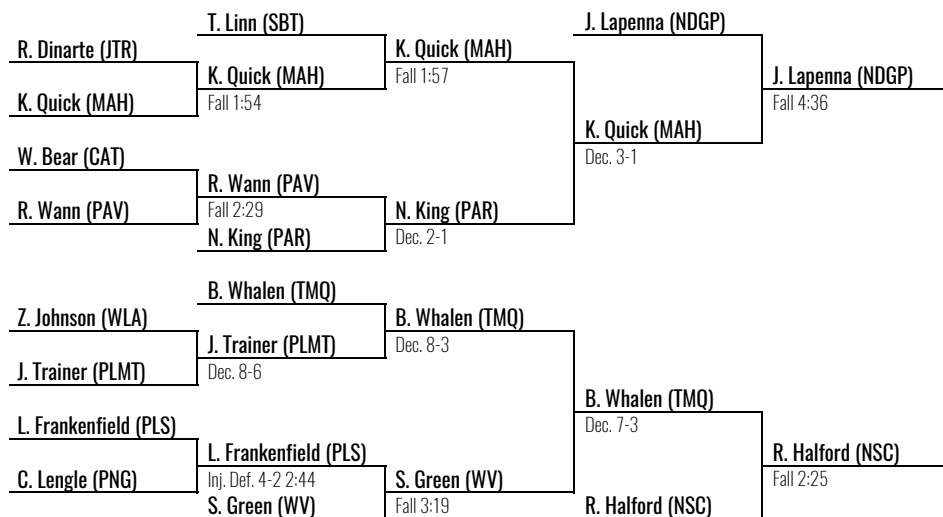 T. Linn (SBT)
J. Lapenna (NDGP)
R. Dinarte (JTR)
K. Quick (MAH)
K. Quick (MAH)
J. Lapenna (NDGP)
Fall 1:57
Fall 1:54
Fall 4:36
K. Quick (MAH)
K. Quick (MAH)
Dec. 3-1
W. Bear (CAT)
R. Wann (PAV)
Fall 2:29
R. Wann (PAV)
N. King (PAR)
N. King (PAR)
Dec. 2-1
B. Whalen (TMQ)
Z. Johnson (WLA)
B. Whalen (TMQ)
J. Trainer (PLMT)
Dec. 8-3
J. Trainer (PLMT)
Dec. 8-6
B. Whalen (TMQ)
Dec. 7-3
L. Frankenfield (PLS)
L. Frankenfield (PLS)
R. Halford (NSC)
C. Lengle (PNG)
Inj. Def. 4-2 2:44
S. Green (WV)
Fall 2:25
S. Green (WV)
Fall 3:19
R. Halford (NSC)